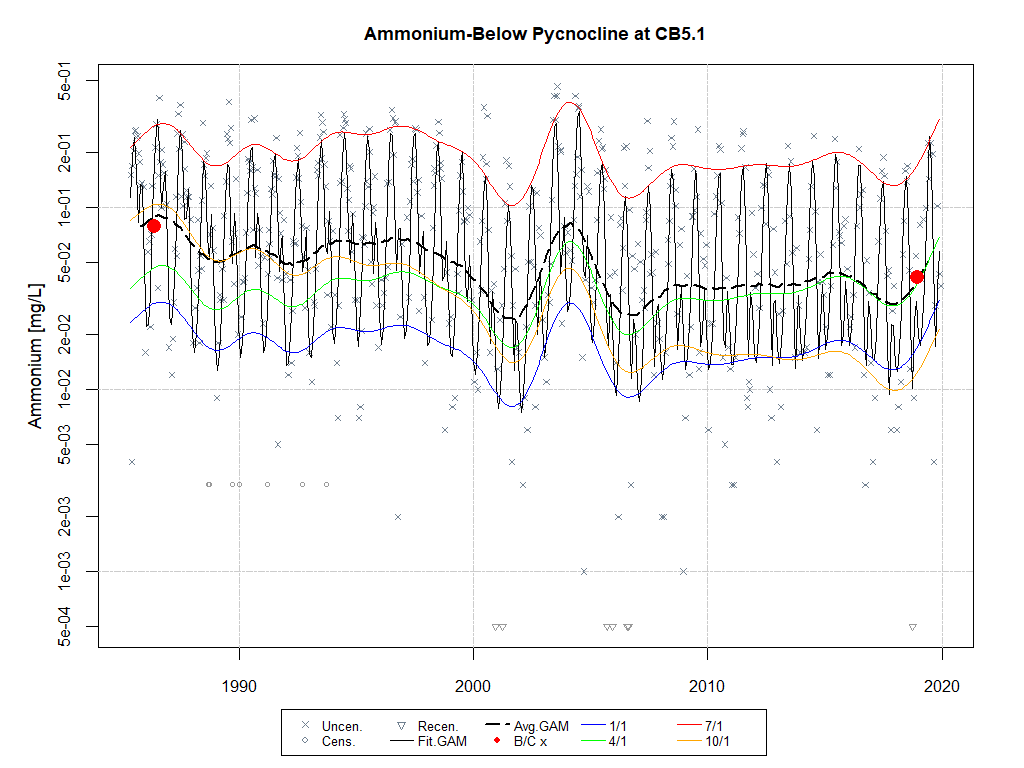 Ammonium-Below Pycnocline at CB5.1
Ammonium [mg/L]
5e-01
2e-01
1e-01
5e-02
2e-02
1e-02
5e-03
2e-03
1e-03
5e-04
1990 2000 2010 2020
Uncen. Recen. Avg.GAM 1/1 7/1
Cens. Fit.GAM B/C x 4/1 10/1